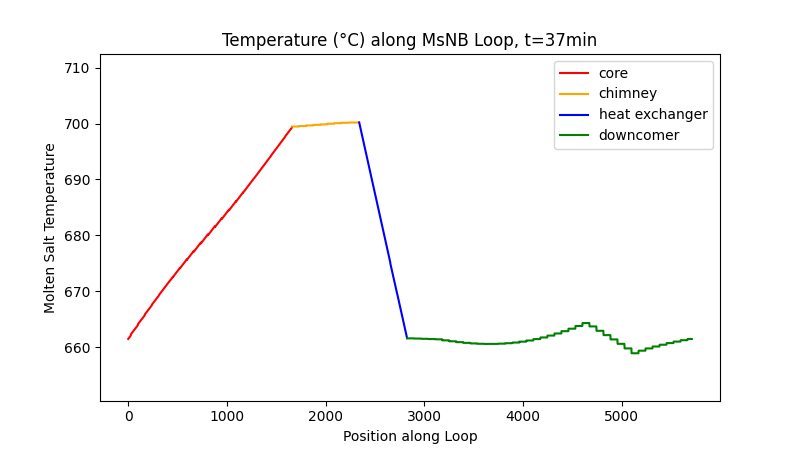 Temperature (°C) along MsNB Loop, t=37min
710
700
690
680
670
660
Molten Salt Temperature
core
chimney
heat exchanger
downcomer
0 1000 2000 3000 4000 5000
Position along Loop